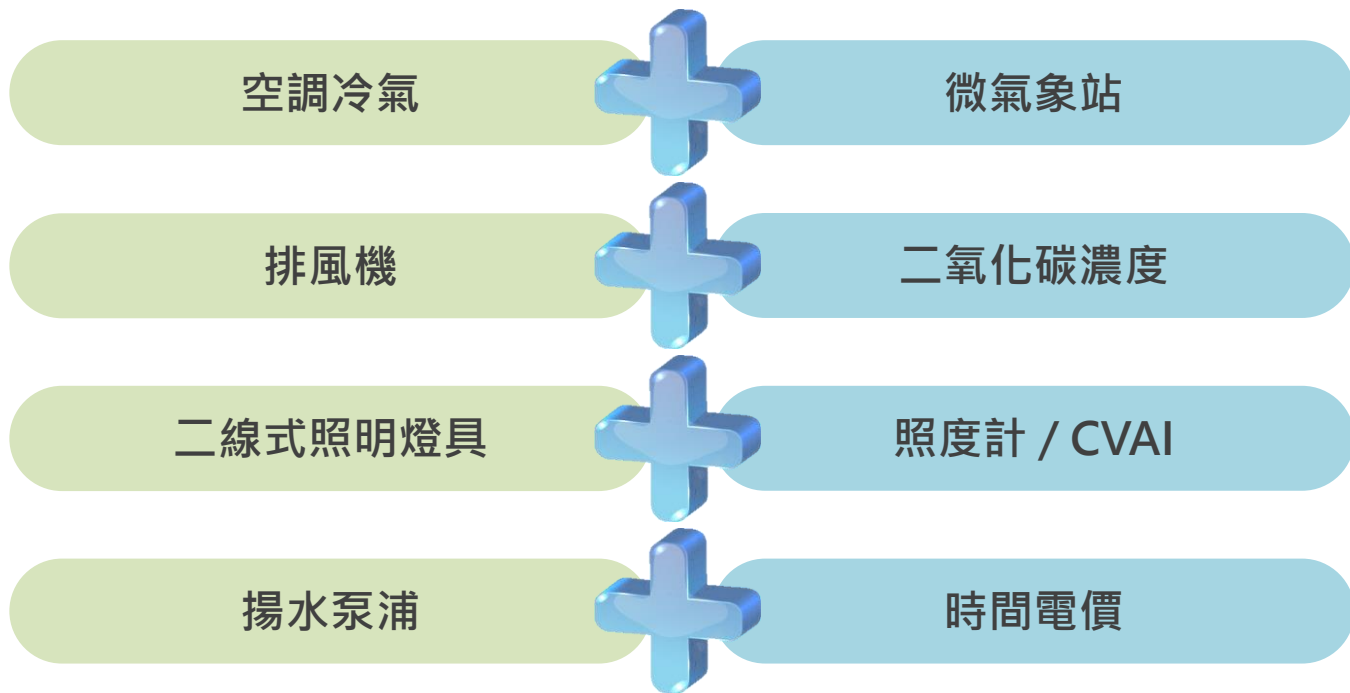 空調冷氣
微氣象站
排風機
二氧化碳濃度
二線式照明燈具
照度計 / CVAI
揚水泵浦
時間電價